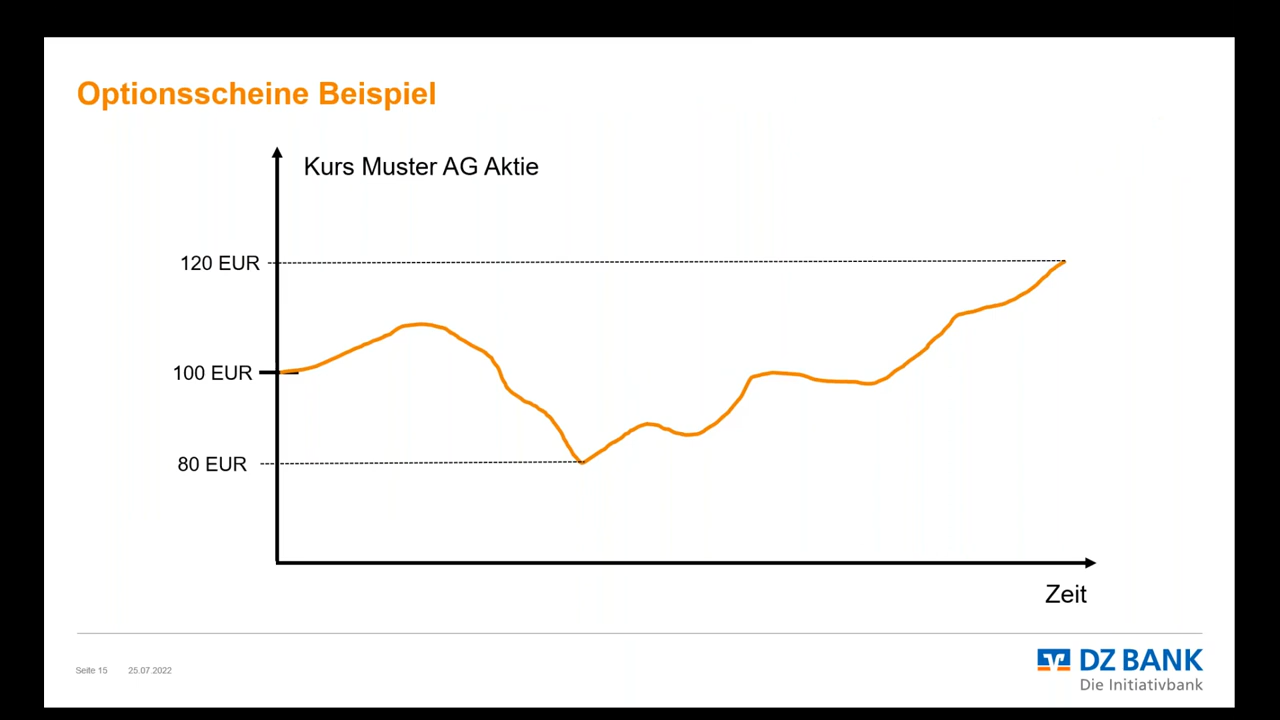 Optionsscheine Beispiel
Kurs Muster AG Aktie
120 EUR
100 EUR
80 EUR
Zeit
Seite 15 25.07.2022
DZ BANK
Die Initiativbank